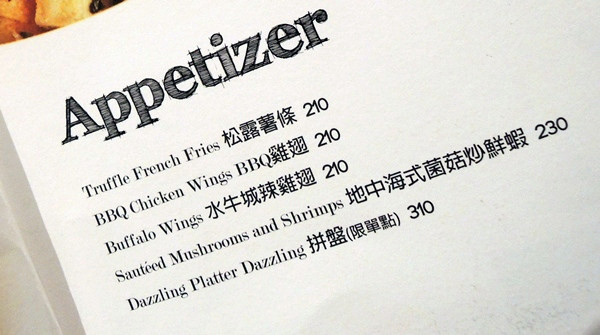 Appetizer
Truffle French Fries 松露薯條 210
BBQ Chicken Wings BBQ雞翅 210
Buffalo Wings 水牛城辣雞翅 210
Sautéed Mushrooms and Shrimps 地中海式菌菇炒鮮蝦 230
Dazzling Platter Dazzling 拼盤(限單點) 310